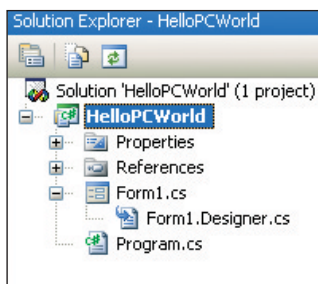 Solution Explorer - HelloPCWorld
Solution 'HelloPCWorld' (1 project)
HelloPCWorld
Properties
References
Form1.cs
Form1.Designer.cs
Program.cs